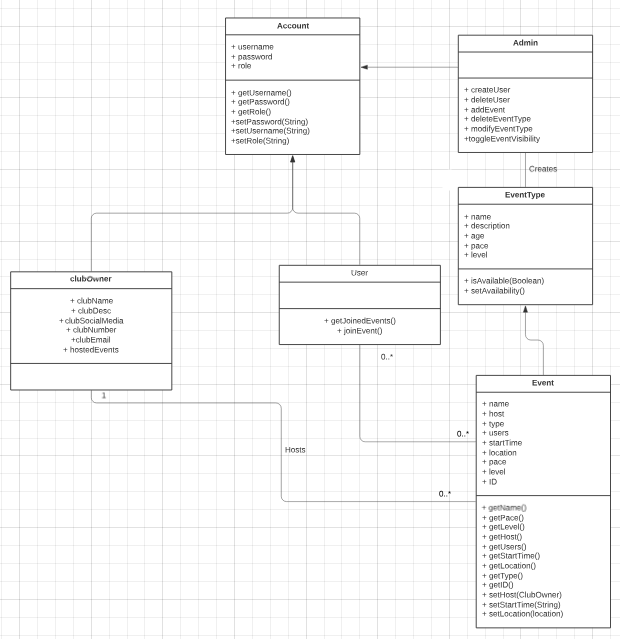 Account
+ username
+ password
+ role
+ getUsername()
+ getPassword()
+ getRole()
+setPassword(String)
+setUsername(String)
+setRole(String)
Admin
+ createUser
+ deleteUser
+ addEvent
+ deleteEventType
+ modifyEventType
+toggleEventVisibility
Creates
EventType
+ name
+ description
+ age
+ pace
+ level
+ isAvailable(Boolean)
+ setAvailability()
clubOwner
+ clubName
+ clubDesc
+clubSocialMedia
+ clubNumber
+clubEmail
+ hostedEvents
User
+ getJoinedEvents()
+ joinEvent()
0..*
1
0..*
Hosts
0..*
Event
+ name
+ host
+ type
+ users
+ startTime
+ location
+ pace
+ level
+ ID
+ getName()
+ getPace()
+ getLevel()
+ getHost()
+ getUsers()
+ getStartTime()
+ getLocation()
+ getType()
+ getID()
+ setHost(ClubOwner)
+ setStartTime(String)
+ setLocation(location)